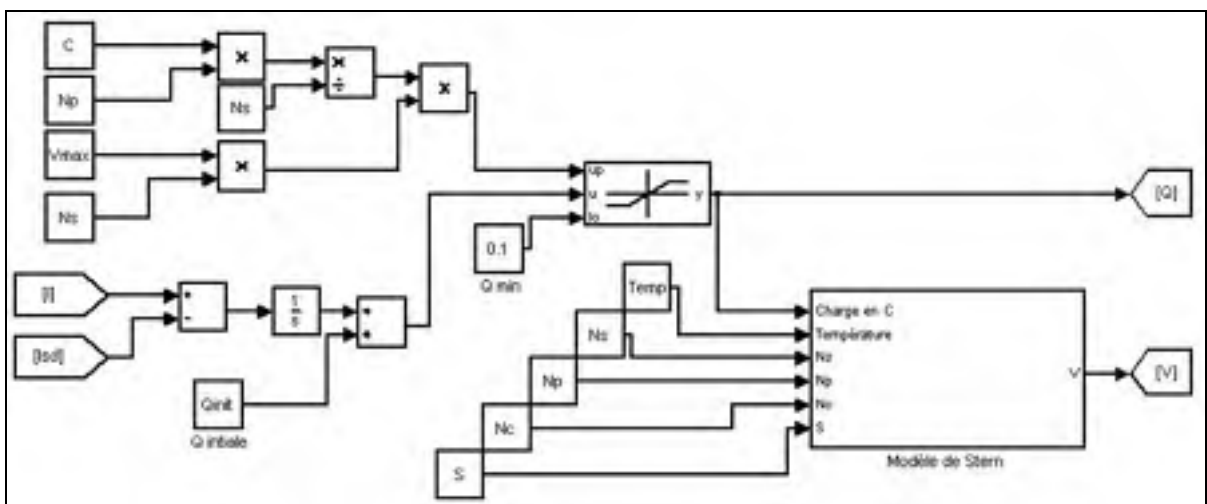 C
×
Np
Ns
×
÷
×
Vmax
×
Ns
up
u
y
lo
[Q]
0.1
Q min
[I]
+
-
[Isd]
1
s
+
+
Qinit
Q intiale
Temp
Ns
Np
Nc
S
Charge en C
Température
Ns
Np
Nc
S
V
[V]
Modèle de Stern